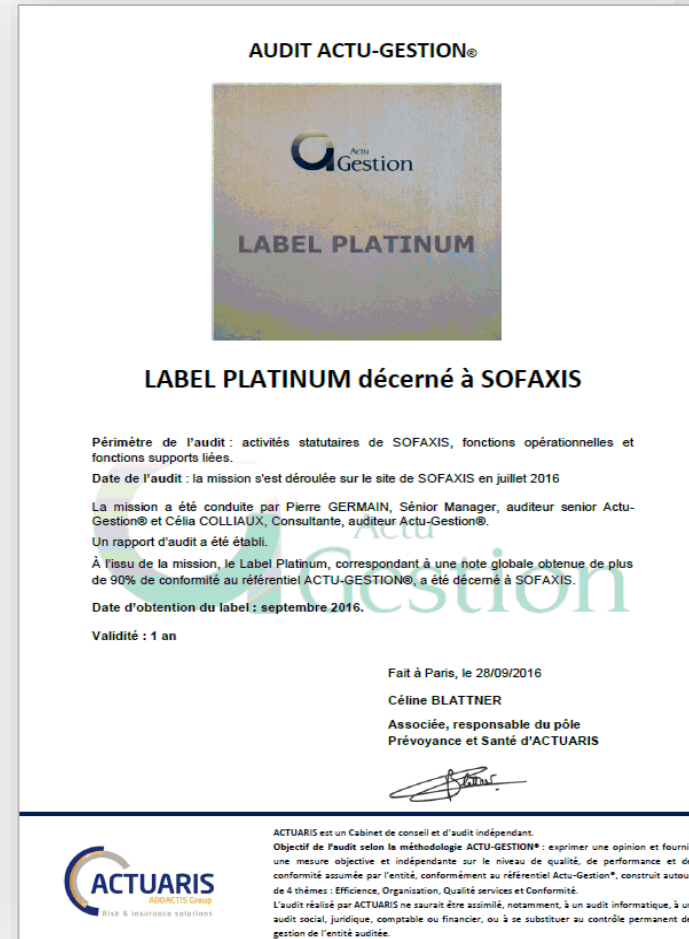 AUDIT ACTU-GESTION®
Actu
Gestion
LABEL PLATINUM
LABEL PLATINUM décerné à SOFAXIS
Périmètre de l'audit : activités statutaires de SOFAXIS, fonctions opérationnelles et
fonctions supports liées.
Date de l'audit : la mission s'est déroulée sur le site de SOFAXIS en juillet 2016
La mission a été conduite par Pierre GERMAIN, Sénior Manager, auditeur senior Actu-
Gestion® et Célia COLLIAUX, Consultante, auditeur Actu-Gestion®.
Un rapport d'audit a été établi.
À l'issu de la mission, le Label Platinum, correspondant à une note globale obtenue de plus
de 90% de conformité au référentiel ACTU-GESTION®, a été décerné à SOFAXIS.
Date d'obtention du label : septembre 2016.
Validité : 1 an
Actu
Gestion
Fait à Paris, le 28/09/2016
Céline BLATTNER
Associée, responsable du pôle
Prévoyance et Santé d'ACTUARIS
Blattner
ACTUARIS
ADDACTIS Group
Risk & insurance solutions
ACTUARIS est un Cabinet de conseil et d'audit indépendant.
Objectif de l'audit selon la méthodologie ACTU-GESTION® : exprimer une opinion et fourni
une mesure objective et indépendante sur le niveau de qualité, de performance et de
conformité assumée par l'entité, conformément au référentiel Actu-Gestion®, construit autou
de 4 thèmes : Efficience, Organisation, Qualité services et Conformité.
L'audit réalisé par ACTUARIS ne saurait être assimilé, notamment, à un audit informatique, à un
audit social, juridique, comptable ou financier, ou à se substituer au contrôle permanent de
gestion de l'entité auditée.